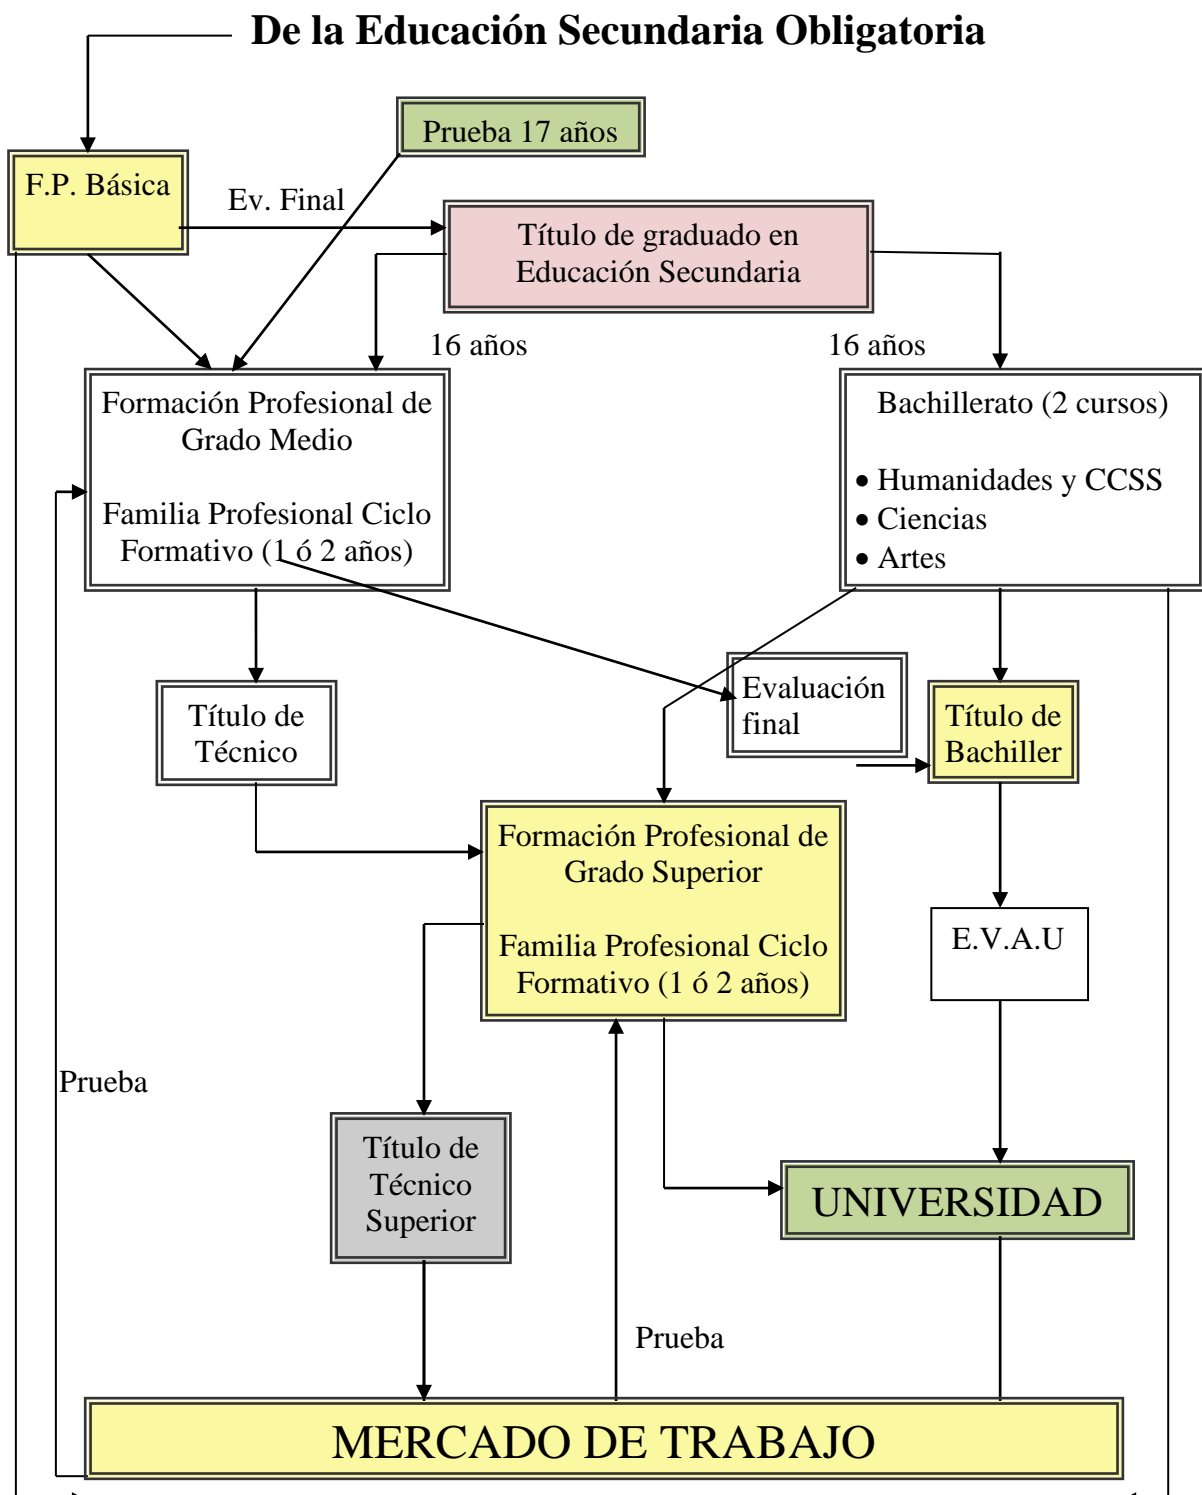 De la Educación Secundaria Obligatoria
Prueba 17 años
F.P. Básica
Ev. Final
Título de graduado en
Educación Secundaria
16 años
16 años
Formación Profesional de
Grado Medio
Familia Profesional Ciclo
Formativo (1 ó 2 años)
Bachillerato (2 cursos)
• Humanidades y CCSS
• Ciencias
• Artes
Evaluación
final
Título de
Técnico
Título de
Bachiller
Formación Profesional de
Grado Superior
Familia Profesional Ciclo
Formativo (1 ó 2 años)
E.V.A.U
Prueba
Título de
Técnico
Superior
UNIVERSIDAD
Prueba
MERCADO DE TRABAJO